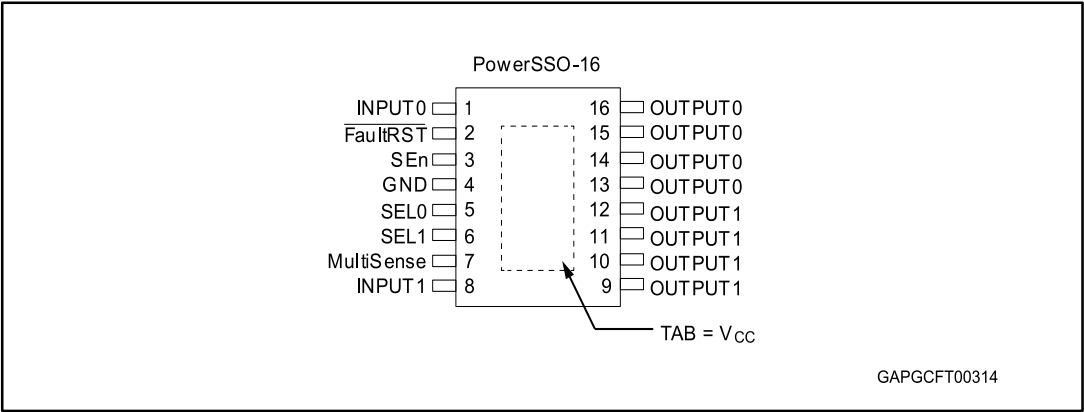 PowerSSO-16
INPUT0 1 16 OUTPUT0
FaultRST 2 15 OUTPUT0
SEn 3 14 OUTPUT0
GND 4 13 OUTPUT0
SEL0 5 12 OUTPUT1
SEL1 6 11 OUTPUT1
MultiSense 7 10 OUTPUT1
INPUT1 8 9 OUTPUT1
TAB = VCC
GAPGCFT00314